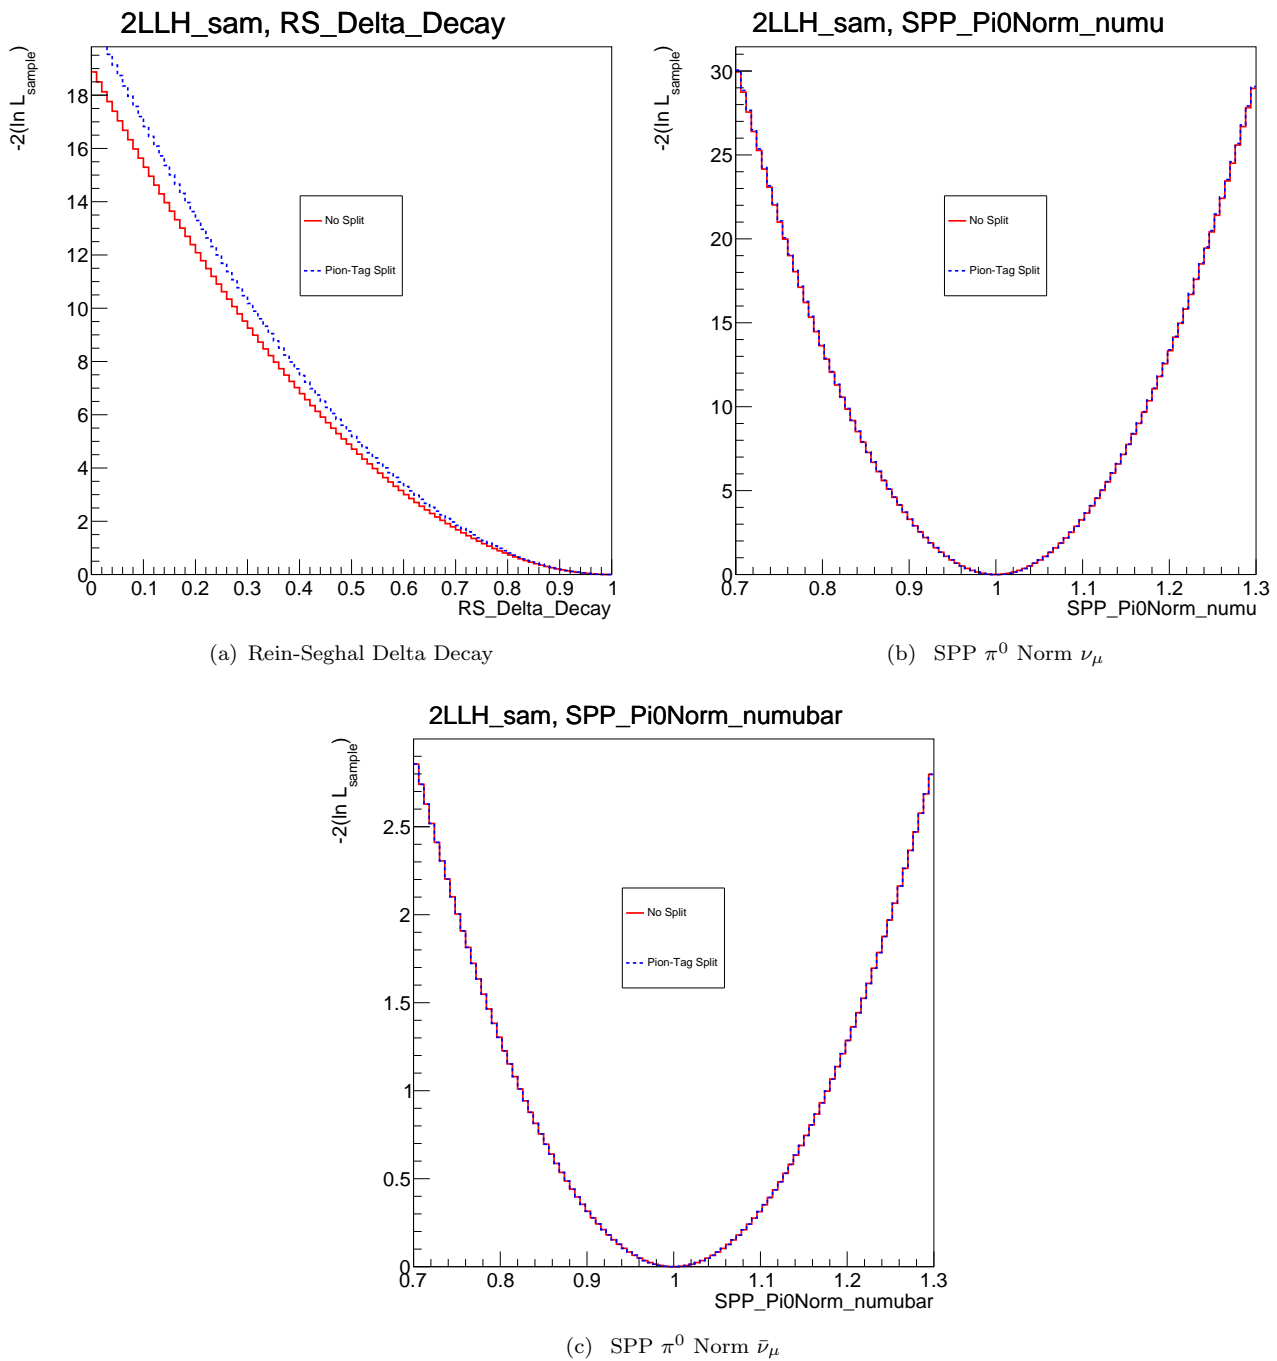 2LLH_sam, RS_Delta_Decay
-2(ln L_sample)
18
16
14
12
10
8
6
4
2
0
No Split
Pion-Tag Split
0 0.1 0.2 0.3 0.4 0.5 0.6 0.7 0.8 0.9 1
RS_Delta_Decay
(a) Rein-Seghal Delta Decay
2LLH_sam, SPP_Pi0Norm_numu
-2(ln L_sample)
30
25
20
15
10
5
0
No Split
Pion-Tag Split
0.7 0.8 0.9 1 1.1 1.2 1.3
SPP_Pi0Norm_numu
(b) SPP π⁰ Norm ν_μ
2LLH_sam, SPP_Pi0Norm_numubar
-2(ln L_sample)
2.5
2
1.5
1
0.5
0
No Split
Pion-Tag Split
0.7 0.8 0.9 1 1.1 1.2 1.3
SPP_Pi0Norm_numubar
(c) SPP π⁰ Norm ν̄_μ